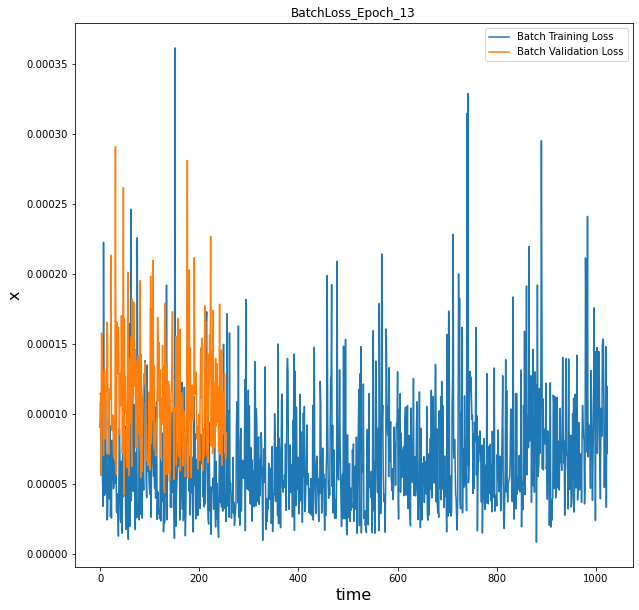 BatchLoss_Epoch_13
Batch Training Loss
Batch Validation Loss
0.00035
0.00030
0.00025
0.00020
0.00015
0.00010
0.00005
0.00000
x
0 200 400 600 800 1000
time